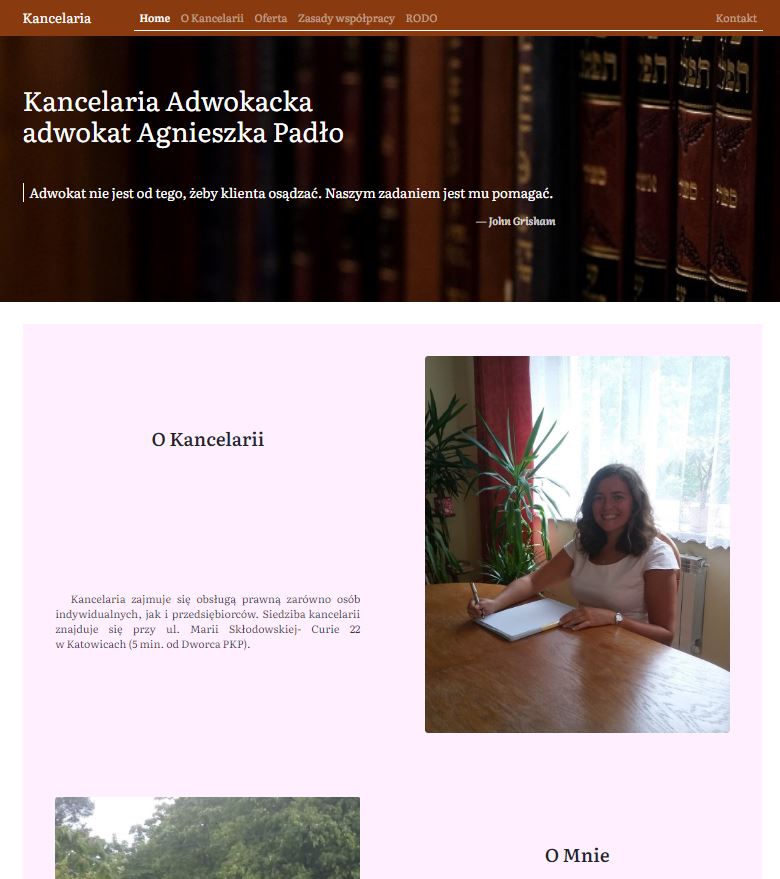 Kancelaria
Home O Kancelarii Oferta Zasady współpracy RODO Kontakt
Kancelaria Adwokacka
adwokat Agnieszka Padło
Adwokat nie jest od tego, żeby klienta osądzać. Naszym zadaniem jest mu pomagać.
— John Grisham
O Kancelarii
Kancelaria zajmuje się obsługą prawną zarówno osób
indywidualnych, jak i przedsiębiorców. Siedziba kancelarii
znajduje się przy ul. Marii Skłodowskiej- Curie 22
w Katowicach (5 min. od Dworca PKP).
O Mnie